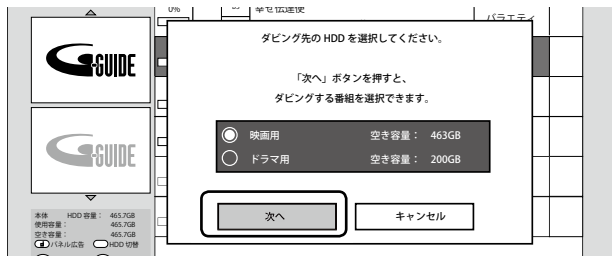 0%
幸せ伝達便
バラエティ
G-GUIDE
G-GUIDE
ダビング先の HDD を選択してください。
「次へ」ボタンを押すと、
ダビングする番組を選択できます。
映画用 空き容量： 463GB
ドラマ用 空き容量： 200GB
次へ キャンセル
本体 HDD 容量： 465.7GB
使用容量： 465.7GB
空き容量： 465.7GB
d パネル広告 HDD 切替